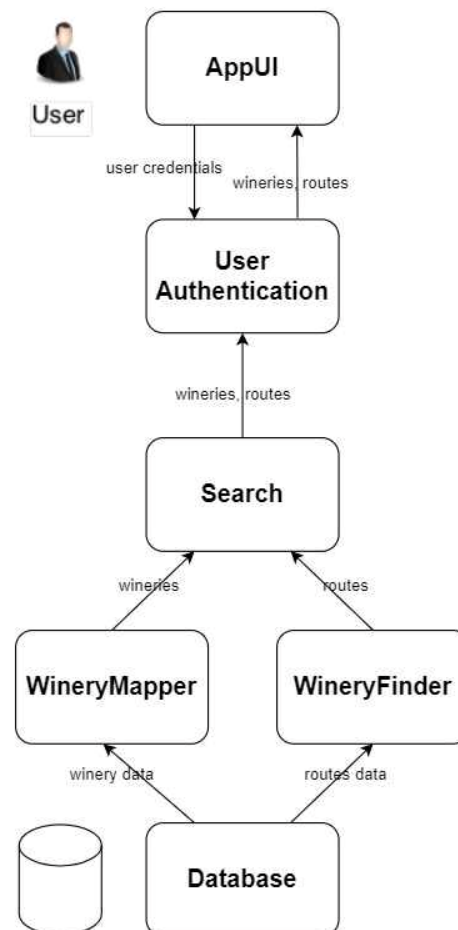 AppUI
User
user credentials
wineries, routes
User
Authentication
wineries, routes
Search
wineries
routes
WineryMapper
WineryFinder
winery data
routes data
Database